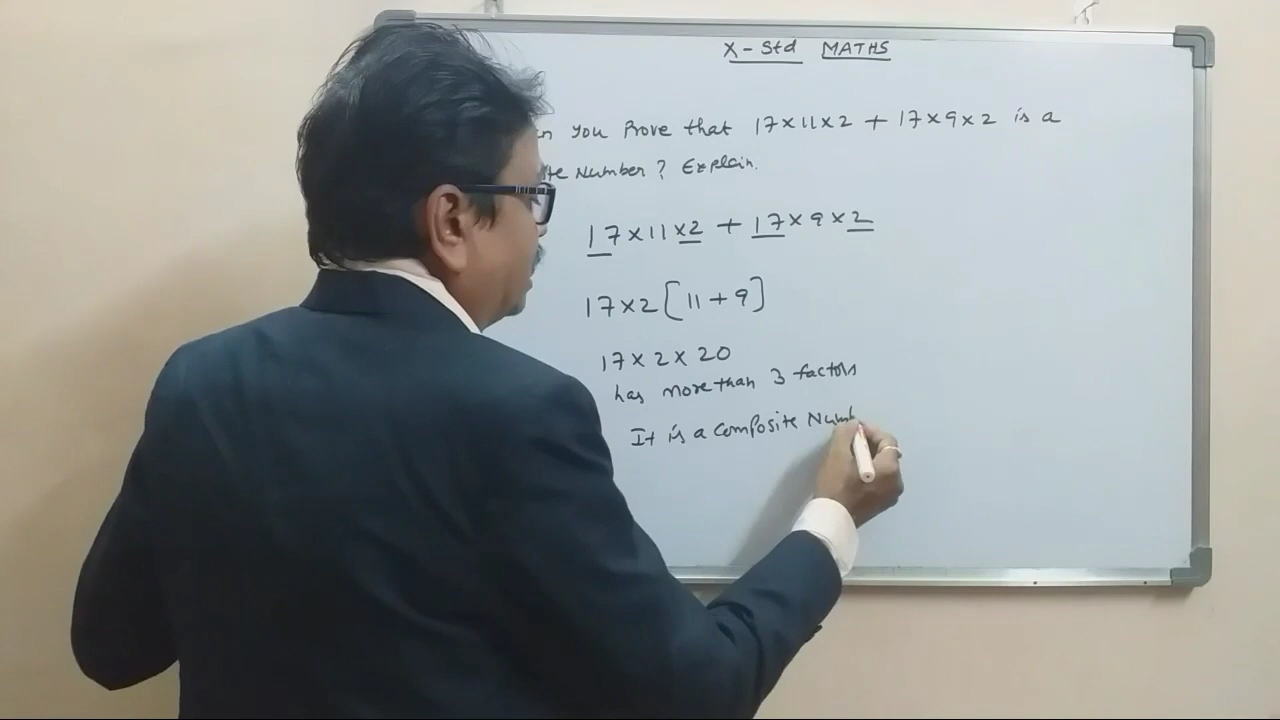 X - Std MATHS
You Prove that 17×11×2 + 17×9×2 is a
Number? Explain.
17×11×2 + 17×9×2
17×2[11+9]
17×2×20
has more than 3 factors
It is a Composite Numb